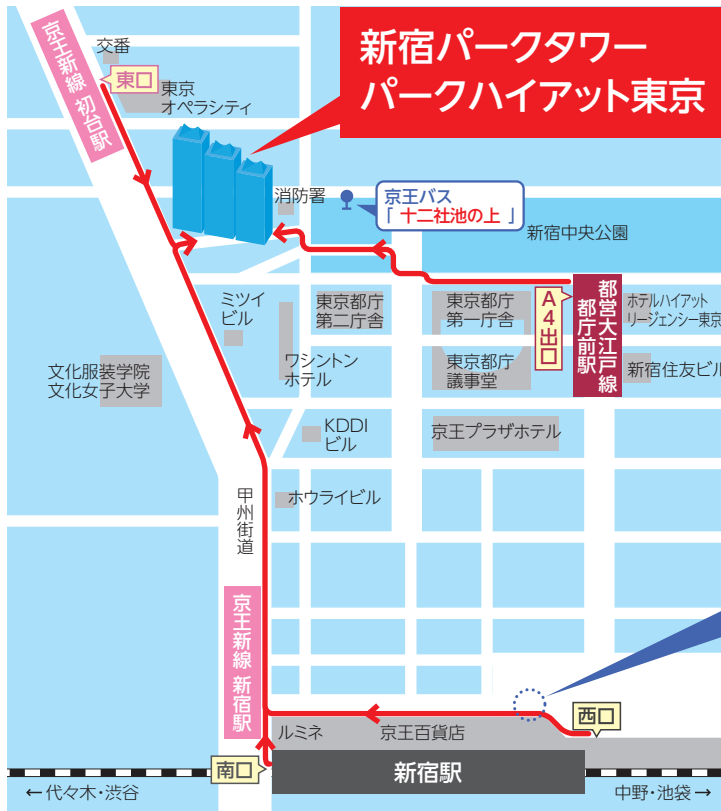 新宿パークタワー
パークハイアット東京
交番
東口
東京
オペラシティ
京王新線 初台駅
消防署
京王バス
「 十二社池の上 」
新宿中央公園
ミツイ
ビル
東京都庁
第二庁舎
東京都庁
第一庁舎
A4出口
都営大江戸線
都庁前駅
ホテルハイアット
リージェンシー東京
文化服装学院
文化女子大学
ワシントン
ホテル
東京都庁
議事堂
新宿住友ビル
KDDI
ビル
京王プラザホテル
甲州街道
ホウライビル
京王新線 新宿駅
ルミネ
京王百貨店
西口
南口
新宿駅
←代々木・渋谷
中野・池袋→